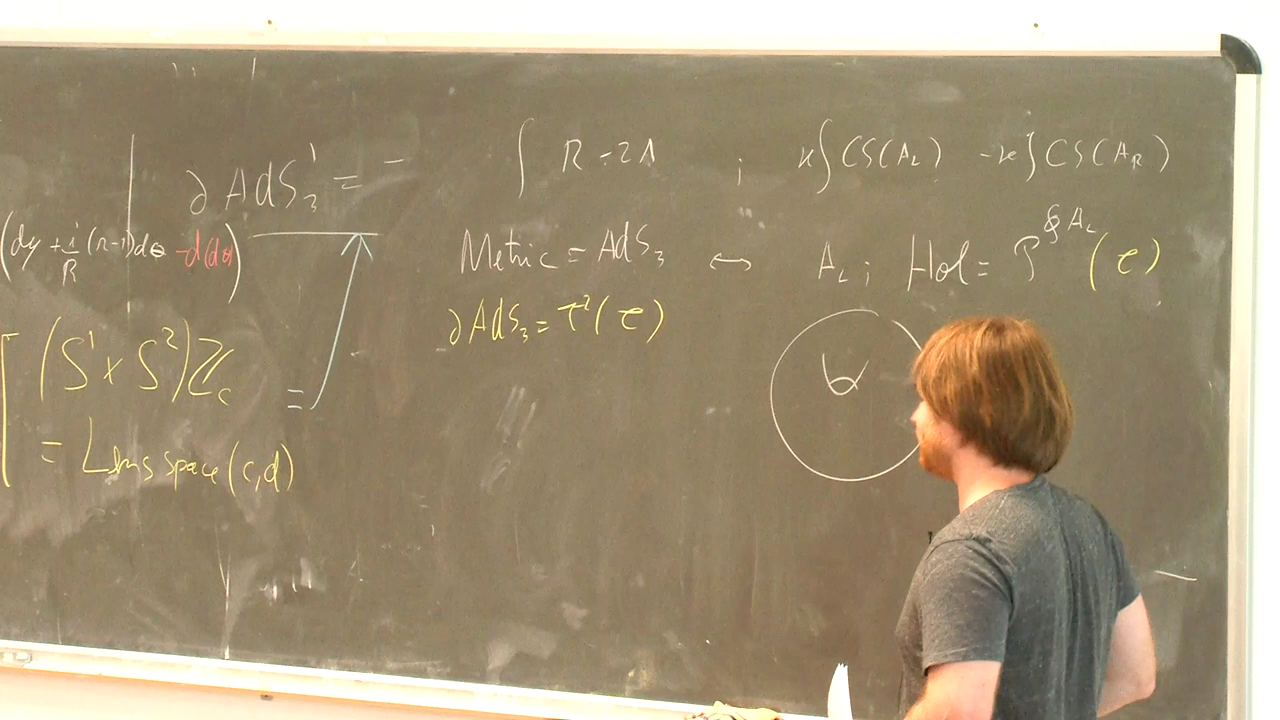 ∂ AdS₃' = -
(dy + i/R (n-1)dθ -d(dθ))
[ (S¹ x S²)ℤ_c =
= Lens space (c,d)
∫ R - 2Λ ; κ∫CS(A_L) -κ∫CS(A_R)
Metric = AdS₃ ↔ A_L ; Hol = P^{∮A_L} (τ)
∂AdS₃ = T²(τ)